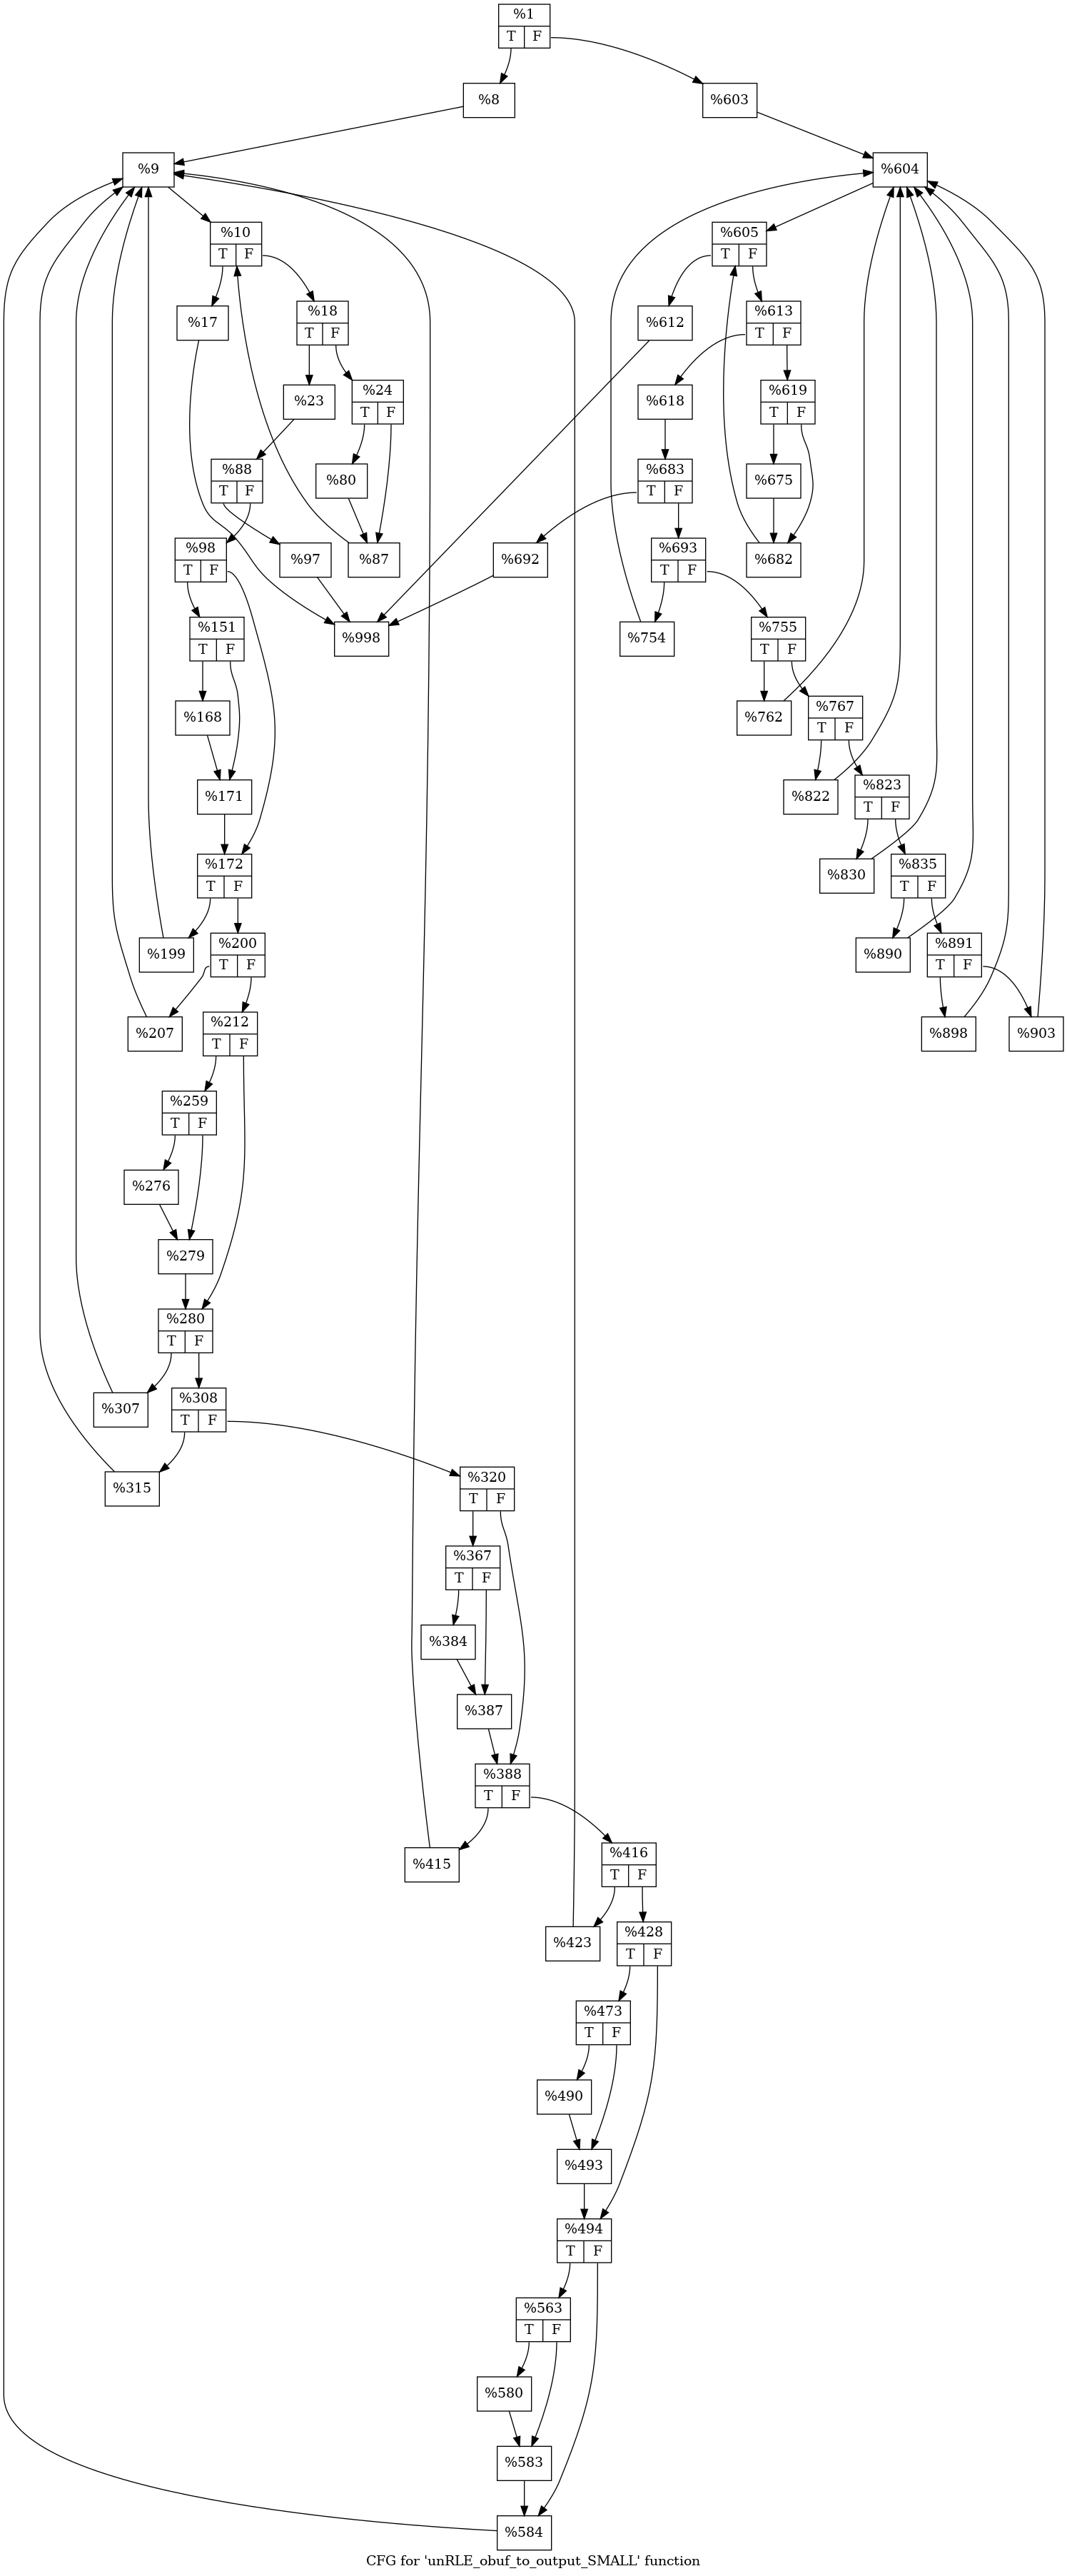 %1
T F
%8
%603
%9
%604
%10
T F
%605
T F
%17
%18
T F
%612
%613
T F
%23
%24
T F
%618
%619
T F
%88
T F
%80
%683
T F
%675
%98
T F
%97
%87
%692
%693
T F
%682
%151
T F
%998
%754
%755
T F
%168
%762
%767
T F
%171
%822
%823
T F
%172
T F
%830
%835
T F
%199
%200
T F
%890
%891
T F
%207
%212
T F
%898
%903
%259
T F
%276
%279
%280
T F
%307
%308
T F
%315
%320
T F
%367
T F
%384
%387
%388
T F
%415
%416
T F
%423
%428
T F
%473
T F
%490
%493
%494
T F
%563
T F
%580
%583
%584
CFG for 'unRLE_obuf_to_output_SMALL' function